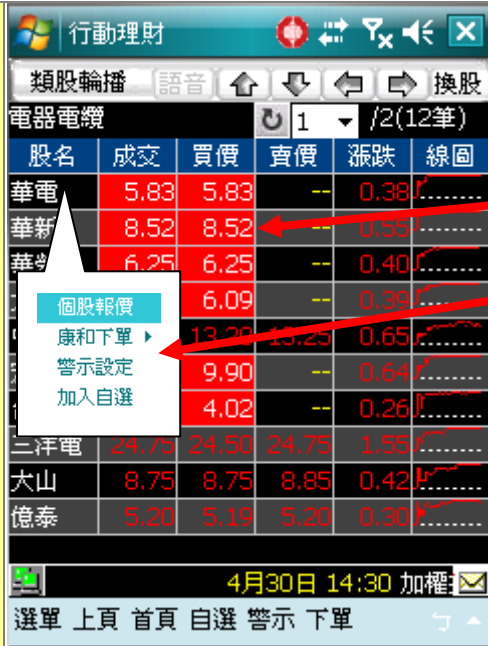 行動理財
類股輪播 語音 換股
電器電纜 1 /2(12筆)
股名 成交 買價 賣價 漲跌 線圖
華電 5.83 5.83 -- 0.38
華新 8.52 8.52 -- 0.55
6.25 6.25 -- 0.40
6.09 -- 0.39
13.25 0.65
9.90 -- 0.64
4.02 -- 0.26
個股報價
康和下單
警示設定
加入自選
三洋電 24.75 24.50 24.75 1.55
大山 8.75 8.75 8.85 0.42
億泰 5.20 5.19 5.20 0.30
4月30日 14:30 加權
選單 上頁 首頁 自選 警示 下單